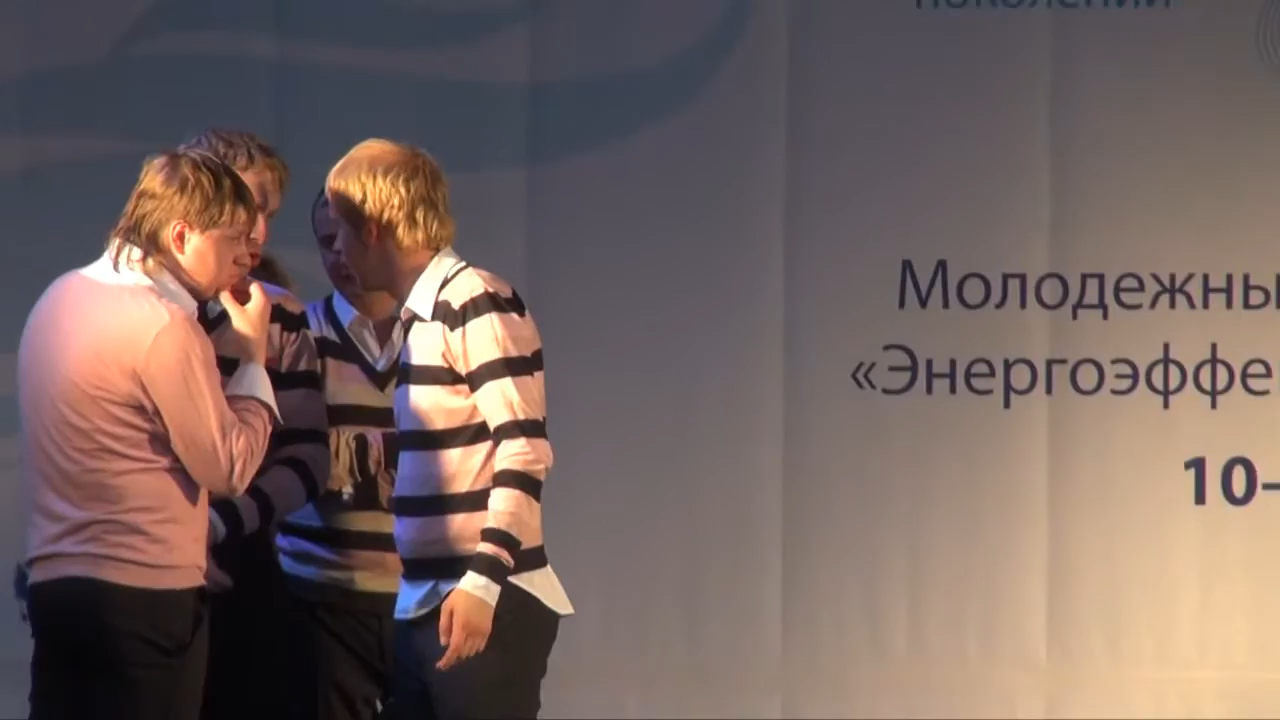 поколений
Молодежны
«Энергоэффе
10-